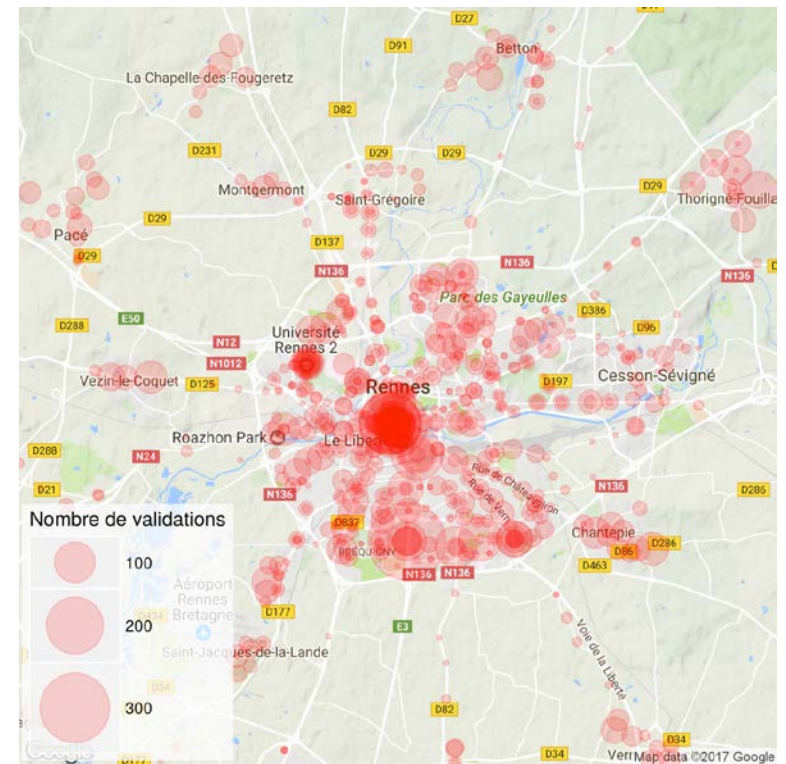 D27
D91
Betton
La Chapelle-des-Fougeretz
D82
D231
D29
D29
Montgermont
Saint-Grégoire
D29
Thorigné-Fouilla
D29
Pacé
D137
D29
N136
N136
N136
Parc des Gayeulles
D288
E50
D386
D96
Université
Rennes 2
N12
N1012
Vezin-le-Coquet
D125
Rennes
D197
Cesson-Sévigné
Roazhon Park
Le Liberté
D288
N24
Rue de Châteaugiron
Rue de Vern
D21
N136
N136
D286
Nombre de validations
100
200
300
D837
BRÉQUIGNY
Chantepie
D86
D286
D463
N136
N136
Aéroport
Rennes
Bretagne
D434
D177
E3
Saint-Jacques-de-la-Lande
Voie de la Liberté
D34
D82
D34
D34
D177
Google
Map data ©2017 Google